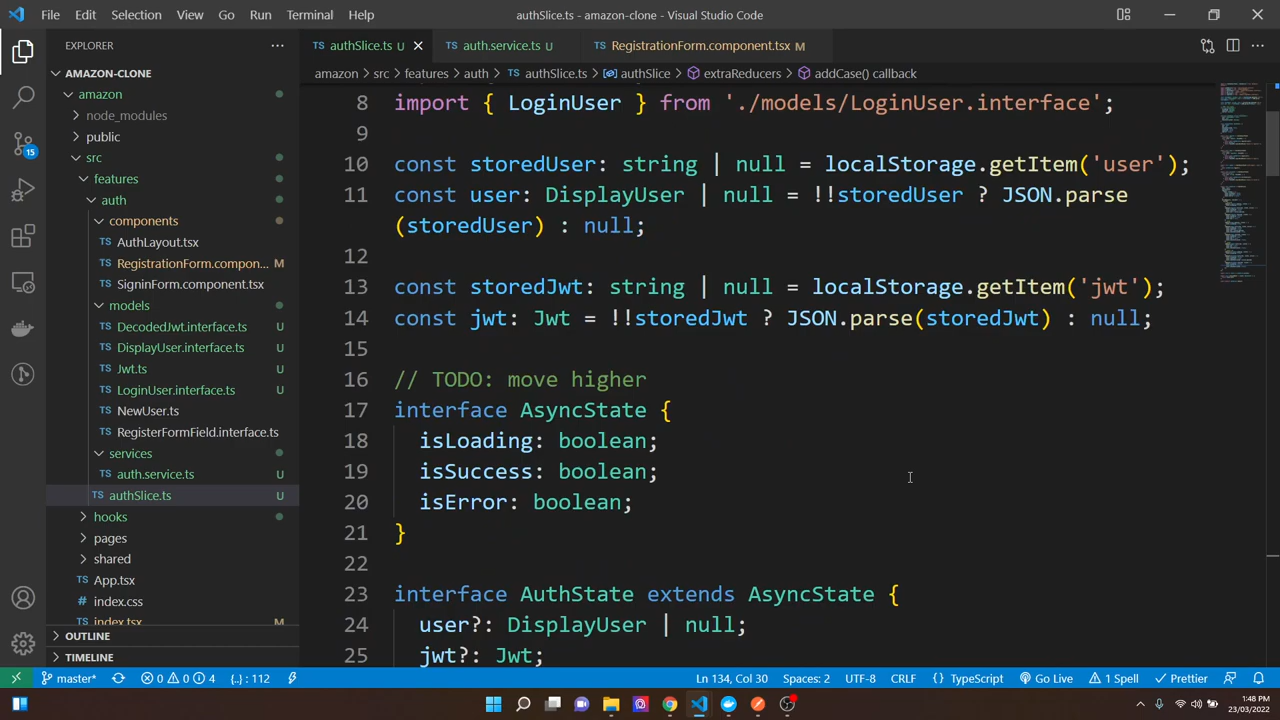 File Edit Selection View Go Run Terminal Help
authSlice.ts - amazon-clone - Visual Studio Code
EXPLORER
AMAZON-CLONE
amazon
node_modules
public
src
features
auth
components
AuthLayout.tsx
RegistrationForm.compon... M
SigninForm.component.tsx
models
DecodedJwt.interface.ts U
DisplayUser.interface.ts U
Jwt.ts U
LoginUser.interface.ts U
NewUser.ts
RegisterFormField.interface.ts
services
auth.service.ts U
authSlice.ts U
hooks
pages
shared
App.tsx
index.css
index.tsx M
OUTLINE
TIMELINE
15
TS authSlice.ts U
TS auth.service.ts U
TS RegistrationForm.component.tsx M
amazon > src > features > auth > TS authSlice.ts > authSlice > extraReducers > addCase() callback
8 import { LoginUser } from './models/LoginUser.interface';
9
10 const storedUser: string | null = localStorage.getItem('user');
11 const user: DisplayUser | null = !!storedUser ? JSON.parse
(storedUser) : null;
12
13 const storedJwt: string | null = localStorage.getItem('jwt');
14 const jwt: Jwt = !!storedJwt ? JSON.parse(storedJwt) : null;
15
16 // TODO: move higher
17 interface AsyncState {
18 isLoading: boolean;
19 isSuccess: boolean;
20 isError: boolean;
21 }
22
23 interface AuthState extends AsyncState {
24 user?: DisplayUser | null;
25 jwt?: Jwt;
master* 0 0 4 {..} : 112
Ln 134, Col 30 Spaces: 2 UTF-8 CRLF {} TypeScript Go Live 1 Spell Prettier
1:48 PM
23/03/2022